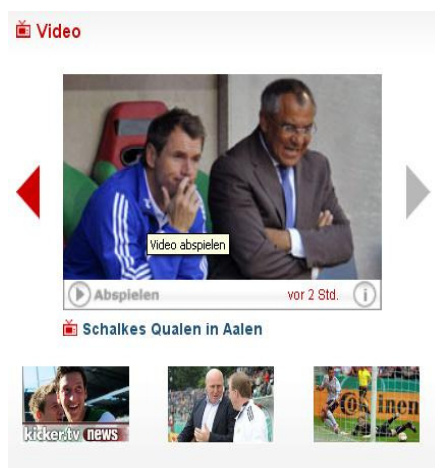 Video
Video abspielen
Abspielen
vor 2 Std.
i
Schalkes Qualen in Aalen
kicker.tv news